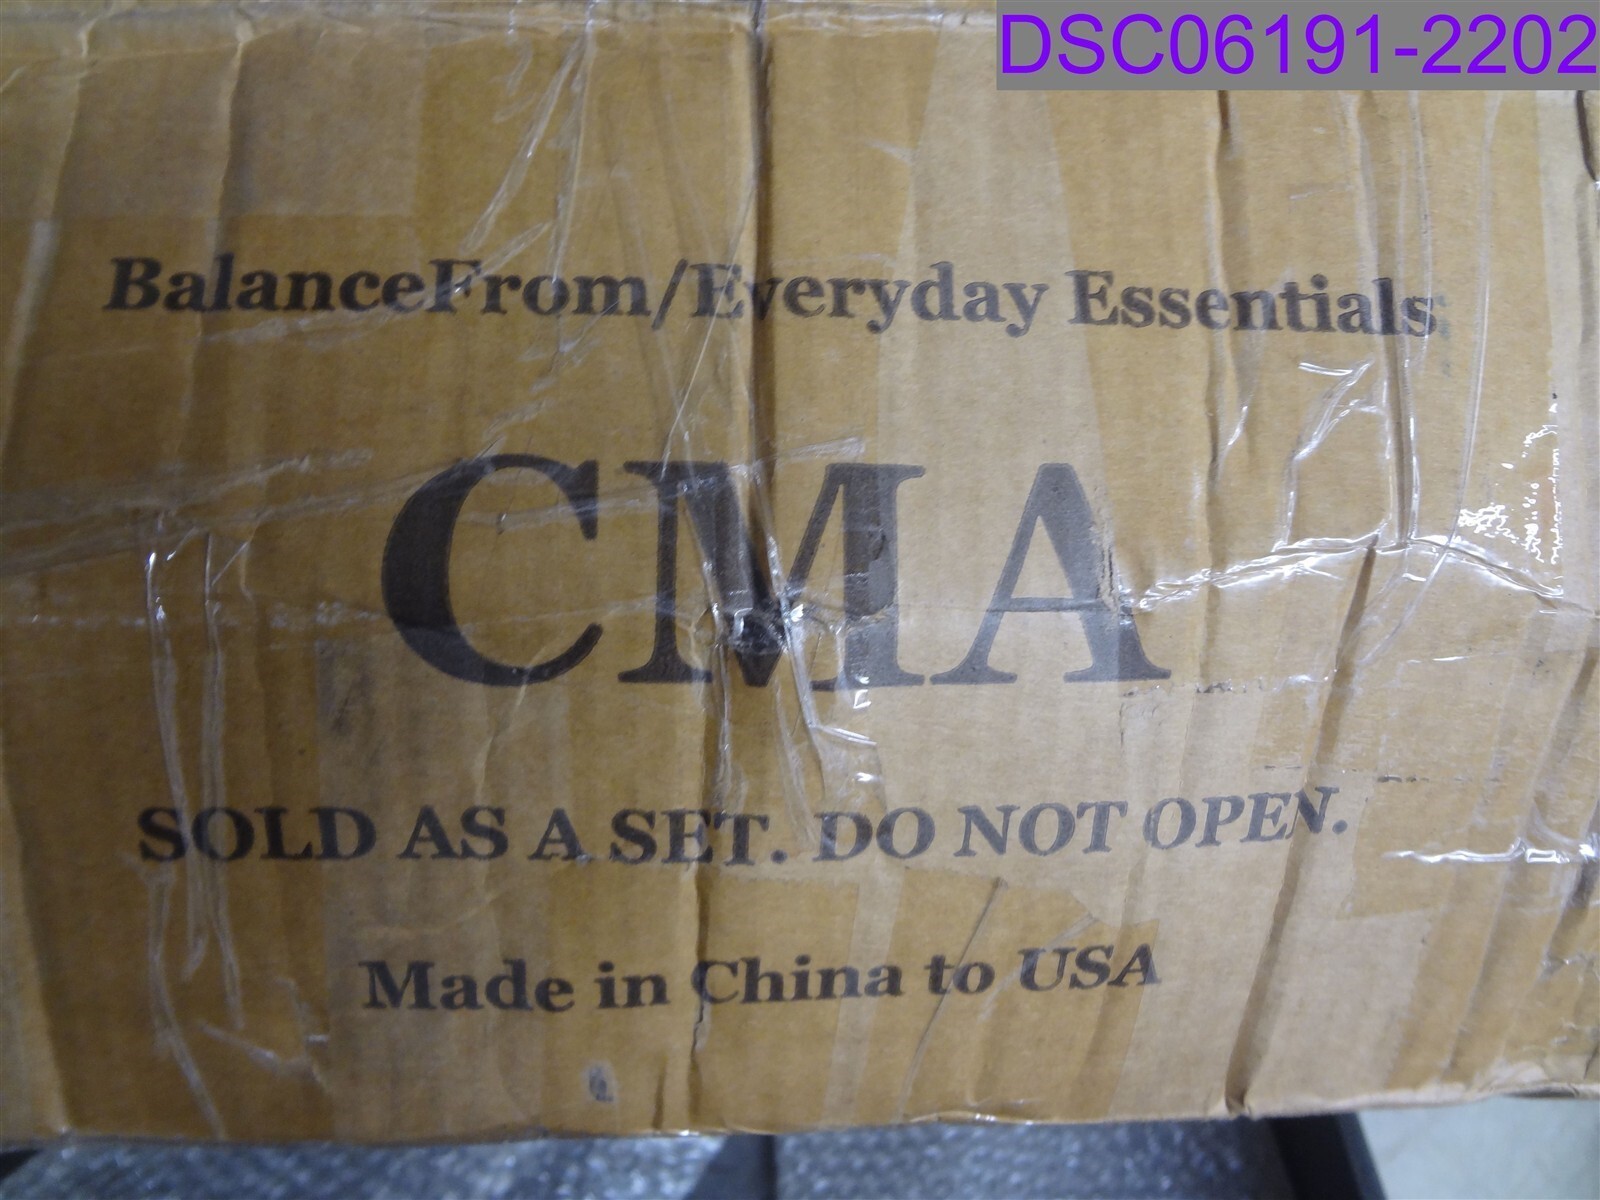 DSC06191-2202
BalanceFrom/Everyday Essentials
CMA
SOLD AS A SET. DO NOT OPEN.
Made in China to USA